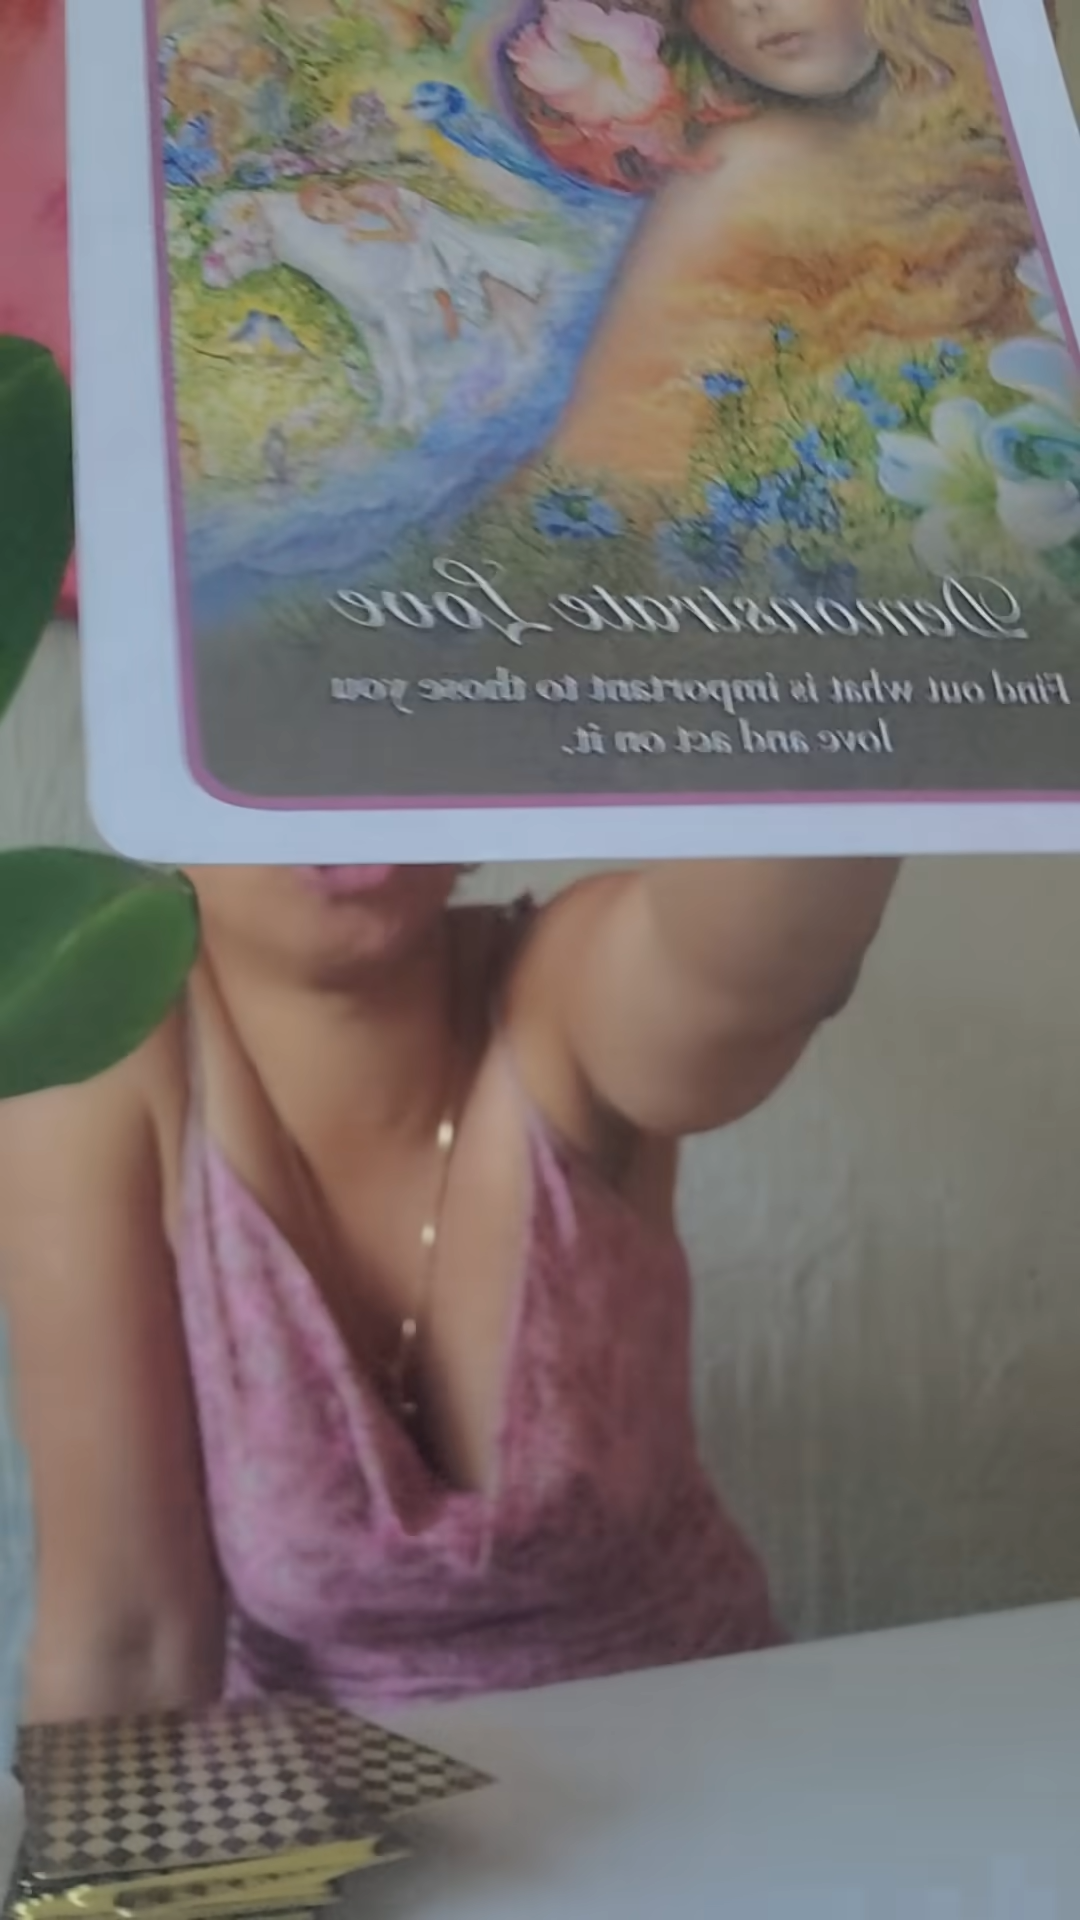 Demonstrate Love
Find out what is important to those you
love and act on it.